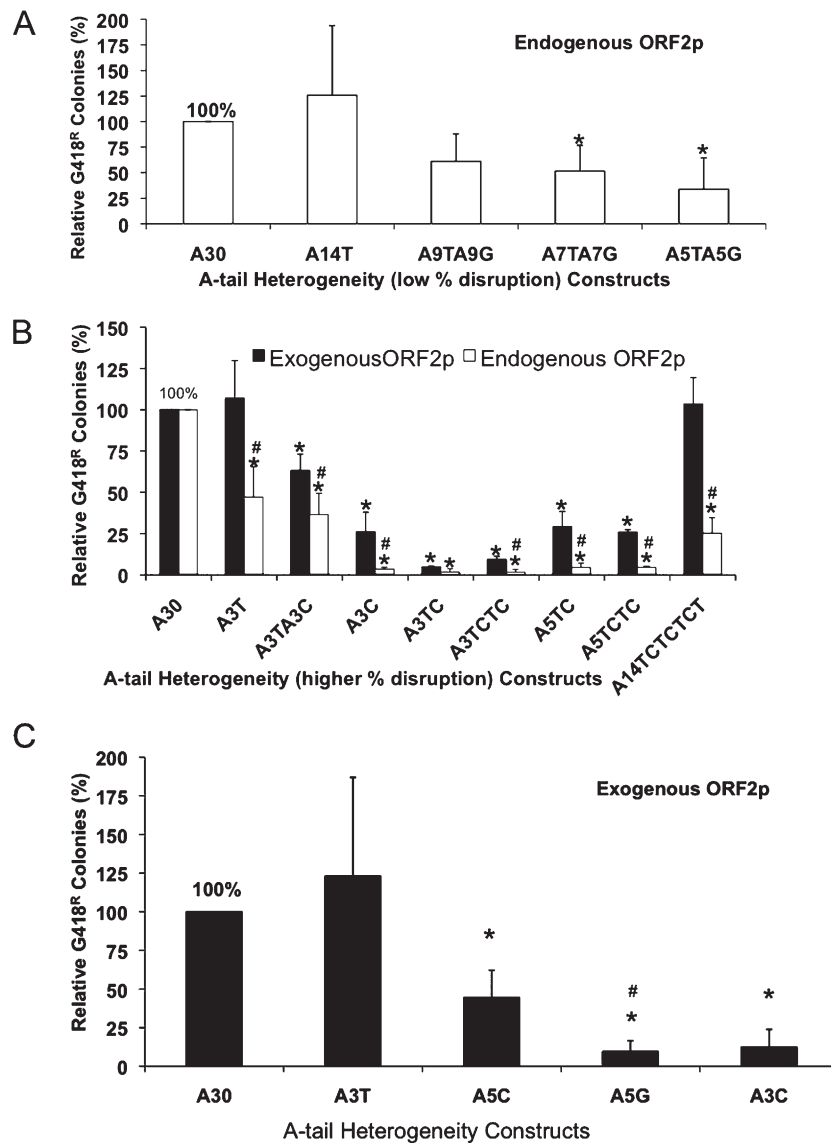 A
Relative G418R Colonies (%)
200
175
150
125
100
75
50
25
0
Endogenous ORF2p
100%
*
*
A30
A14T
A9TA9G
A7TA7G
A5TA5G
A-tail Heterogeneity (low % disruption) Constructs
B
Relative G418R Colonies (%)
150
125
100
75
50
25
0
ExogenousORF2p
Endogenous ORF2p
100%
# *
* # *
* # *
* *
* # *
* # *
* # *
# *
A30
A3T
A3TA3C
A3C
A3TC
A3TCTC
A5TC
A5TCTC
A14TCTCTCT
A-tail Heterogeneity (higher % disruption) Constructs
C
Relative G418R Colonies (%)
200
175
150
125
100
75
50
25
0
Exogenous ORF2p
100%
*
# *
*
A30
A3T
A5C
A5G
A3C
A-tail Heterogeneity Constructs